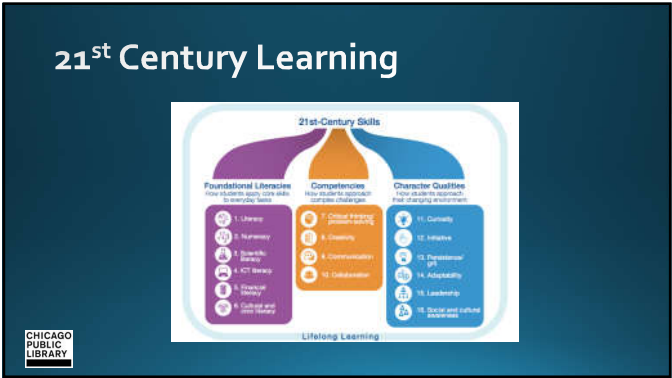 21st Century Learning
21st-Century Skills
Foundational Literacies
How students apply core skills
to everyday tasks
1. Literacy
2. Numeracy
3. Scientific
literacy
4. ICT literacy
5. Financial
literacy
6. Cultural and
civic literacy
Competencies
How students approach
complex challenges
7. Critical thinking/
problem-solving
8. Creativity
9. Communication
10. Collaboration
Character Qualities
How students approach
their changing environment
11. Curiosity
12. Initiative
13. Persistence/
grit
14. Adaptability
15. Leadership
16. Social and cultural
awareness
Lifelong Learning
CHICAGO
PUBLIC
LIBRARY